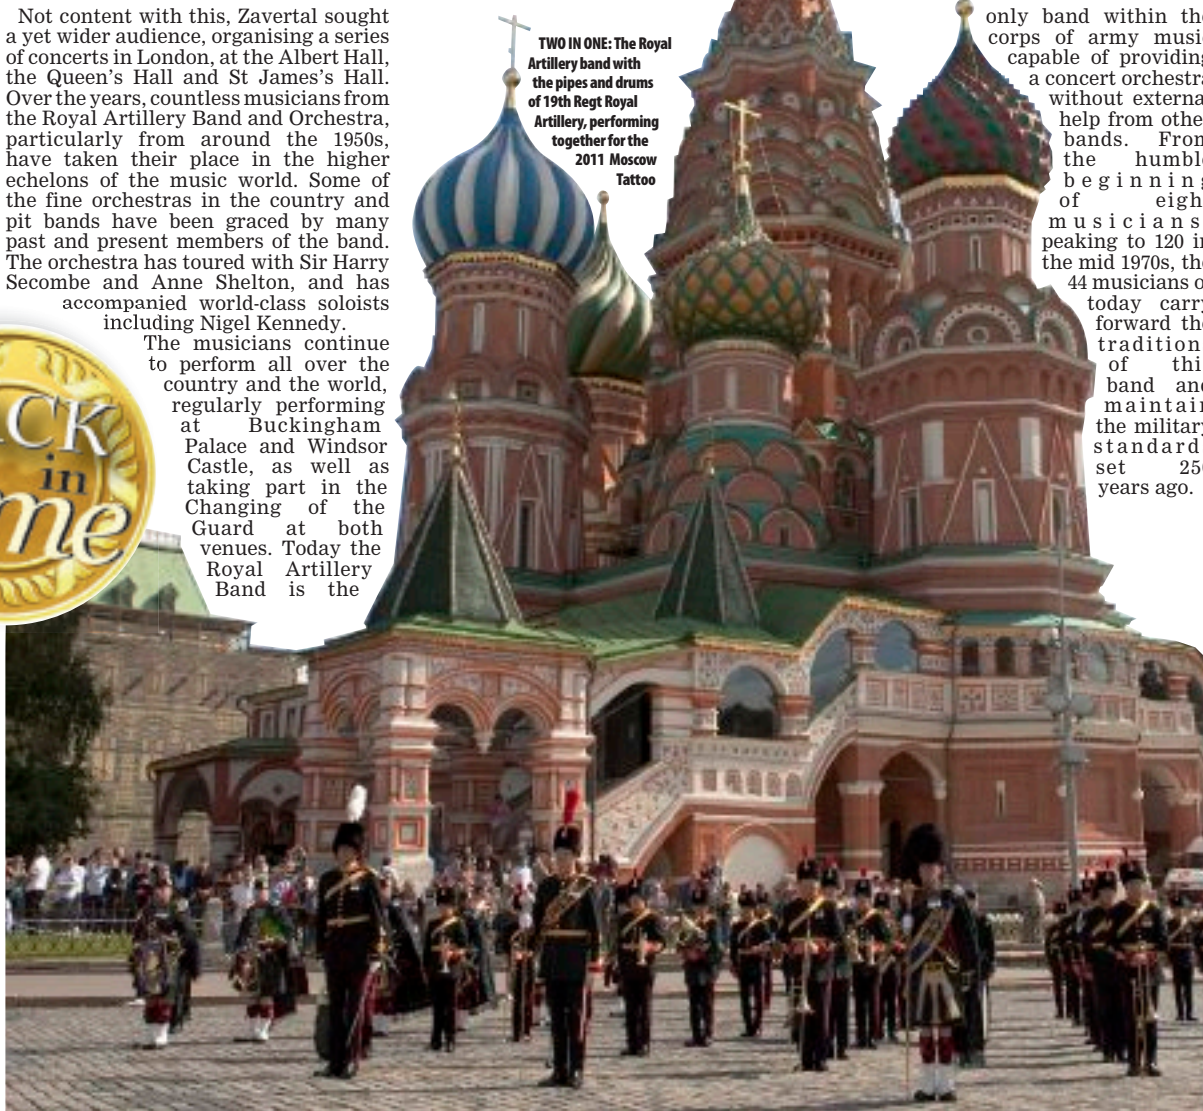 Not content with this, Zavertal sought
a yet wider audience, organising a series
of concerts in London, at the Albert Hall,
the Queen's Hall and St James's Hall.
Over the years, countless musicians from
the Royal Artillery Band and Orchestra,
particularly from around the 1950s,
have taken their place in the higher
echelons of the music world. Some of
the fine orchestras in the country and
pit bands have been graced by many
past and present members of the band.
The orchestra has toured with Sir Harry
Secombe and Anne Shelton, and has
accompanied world-class soloists
including Nigel Kennedy.
The musicians continue
to perform all over the
country and the world,
regularly performing
at Buckingham
Palace and Windsor
Castle, as well as
taking part in the
Changing of the
Guard at both
venues. Today the
Royal Artillery
Band is the
CK
in
me
TWO IN ONE: The Royal
Artillery band with
the pipes and drums
of 19th Regt Royal
Artillery, performing
together for the
2011 Moscow
Tattoo
only band within the
corps of army musi
capable of providing
a concert orchestr
without externa
help from othe
bands. From
the humbl
beginning
of eigh
musicians
peaking to 120 in
the mid 1970s, the
44 musicians o
today carry
forward the
tradition
of thi
band and
maintain
the military
standard
set 25
years ago.